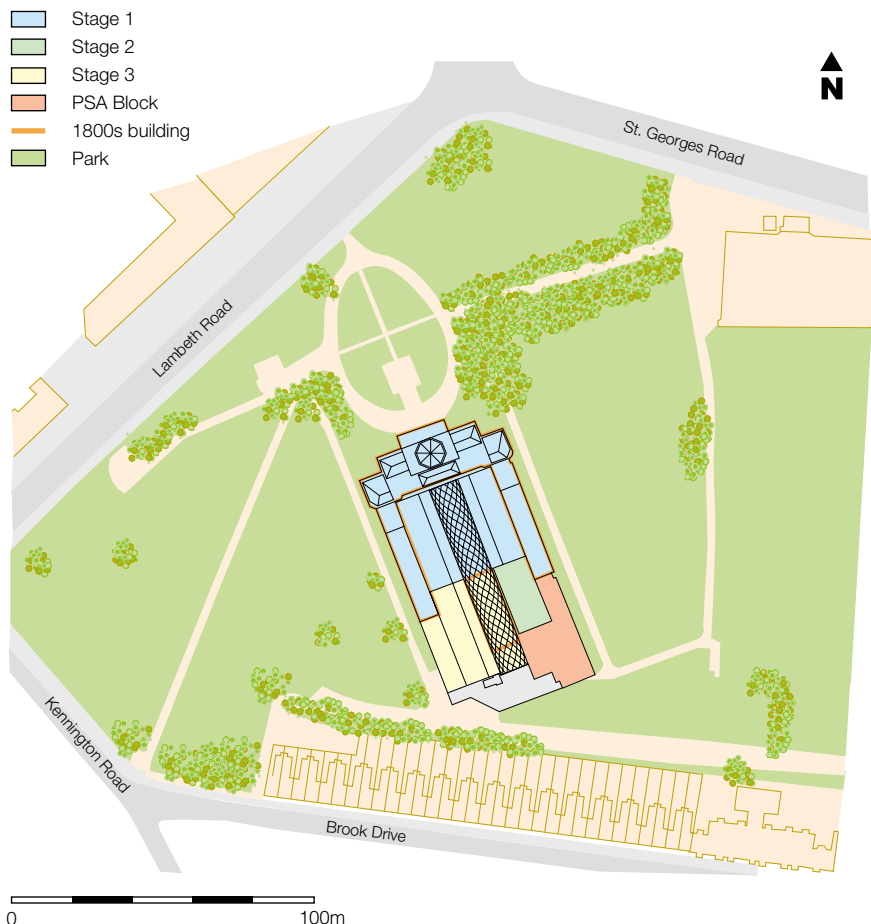 Stage 1
Stage 2
Stage 3
PSA Block
1800s building
Park
N
St. Georges Road
Lambeth Road
Kennington Road
Brook Drive
0 100m